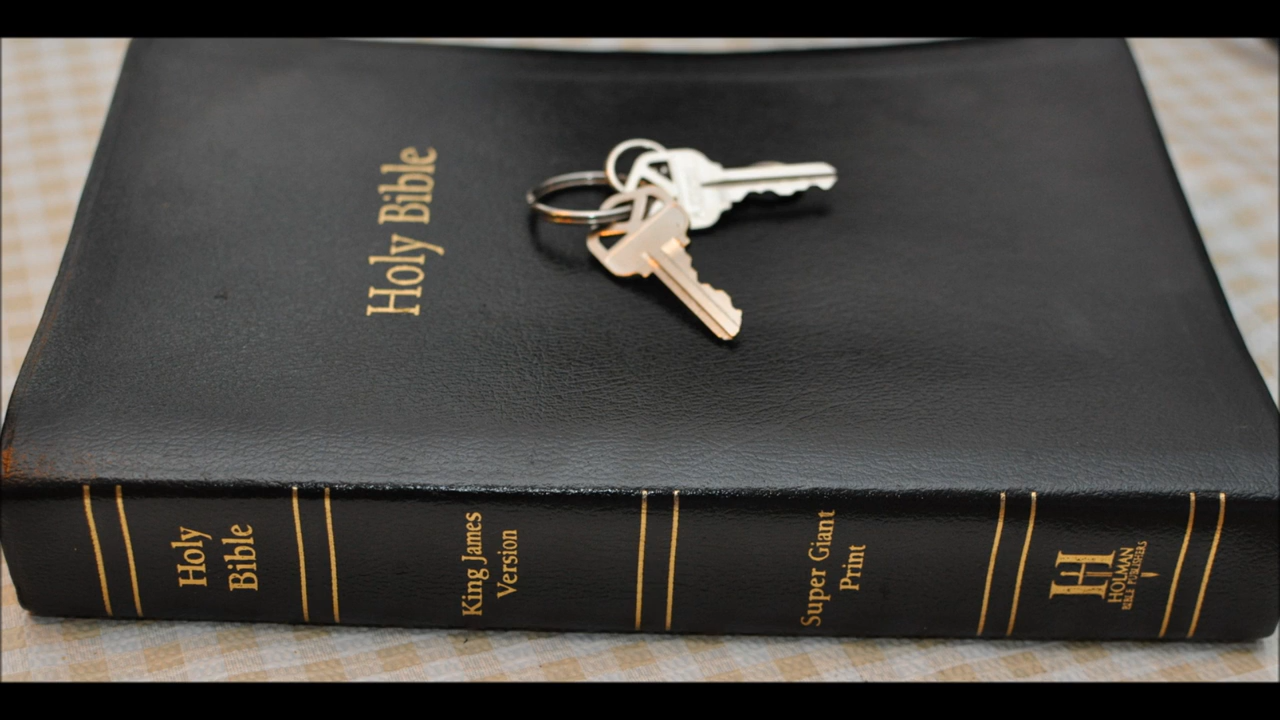 Holy Bible
Holy
Bible
King James
Version
Super Giant
Print
HOLMAN
BIBLE PUBLISHERS